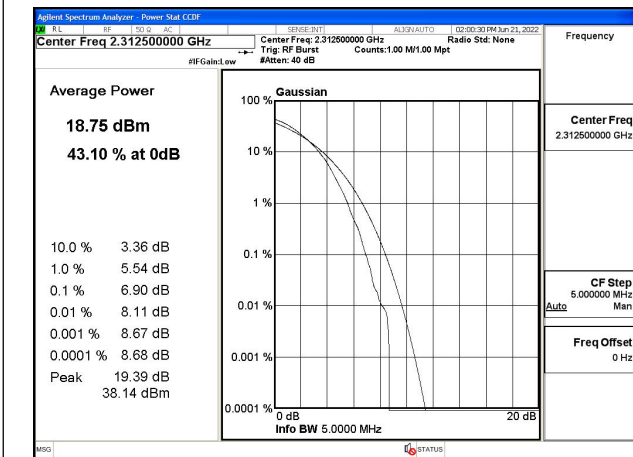 Agilent Spectrum Analyzer - Power Stat CCDF
RL RF 50 Ω AC SENSE:INT ALIGN AUTO 02:00:30 PM Jun 21, 2022
Center Freq 2.312500000 GHz
Center Freq: 2.312500000 GHz Radio Std: None
Trig: RF Burst Counts:1.00 M/1.00 Mpt
#IFGain:Low #Atten: 40 dB
Frequency
Average Power
18.75 dBm
43.10 % at 0dB
10.0 % 3.36 dB
1.0 % 5.54 dB
0.1 % 6.90 dB
0.01 % 8.11 dB
0.001 % 8.67 dB
0.0001 % 8.68 dB
Peak 19.39 dB
38.14 dBm
Gaussian
100 %
10 %
1 %
0.1 %
0.01 %
0.001 %
0.0001 %
0 dB 20 dB
Info BW 5.0000 MHz
Center Freq
2.312500000 GHz
CF Step
5.000000 MHz
Auto Man
Freq Offset
0 Hz
MSG STATUS